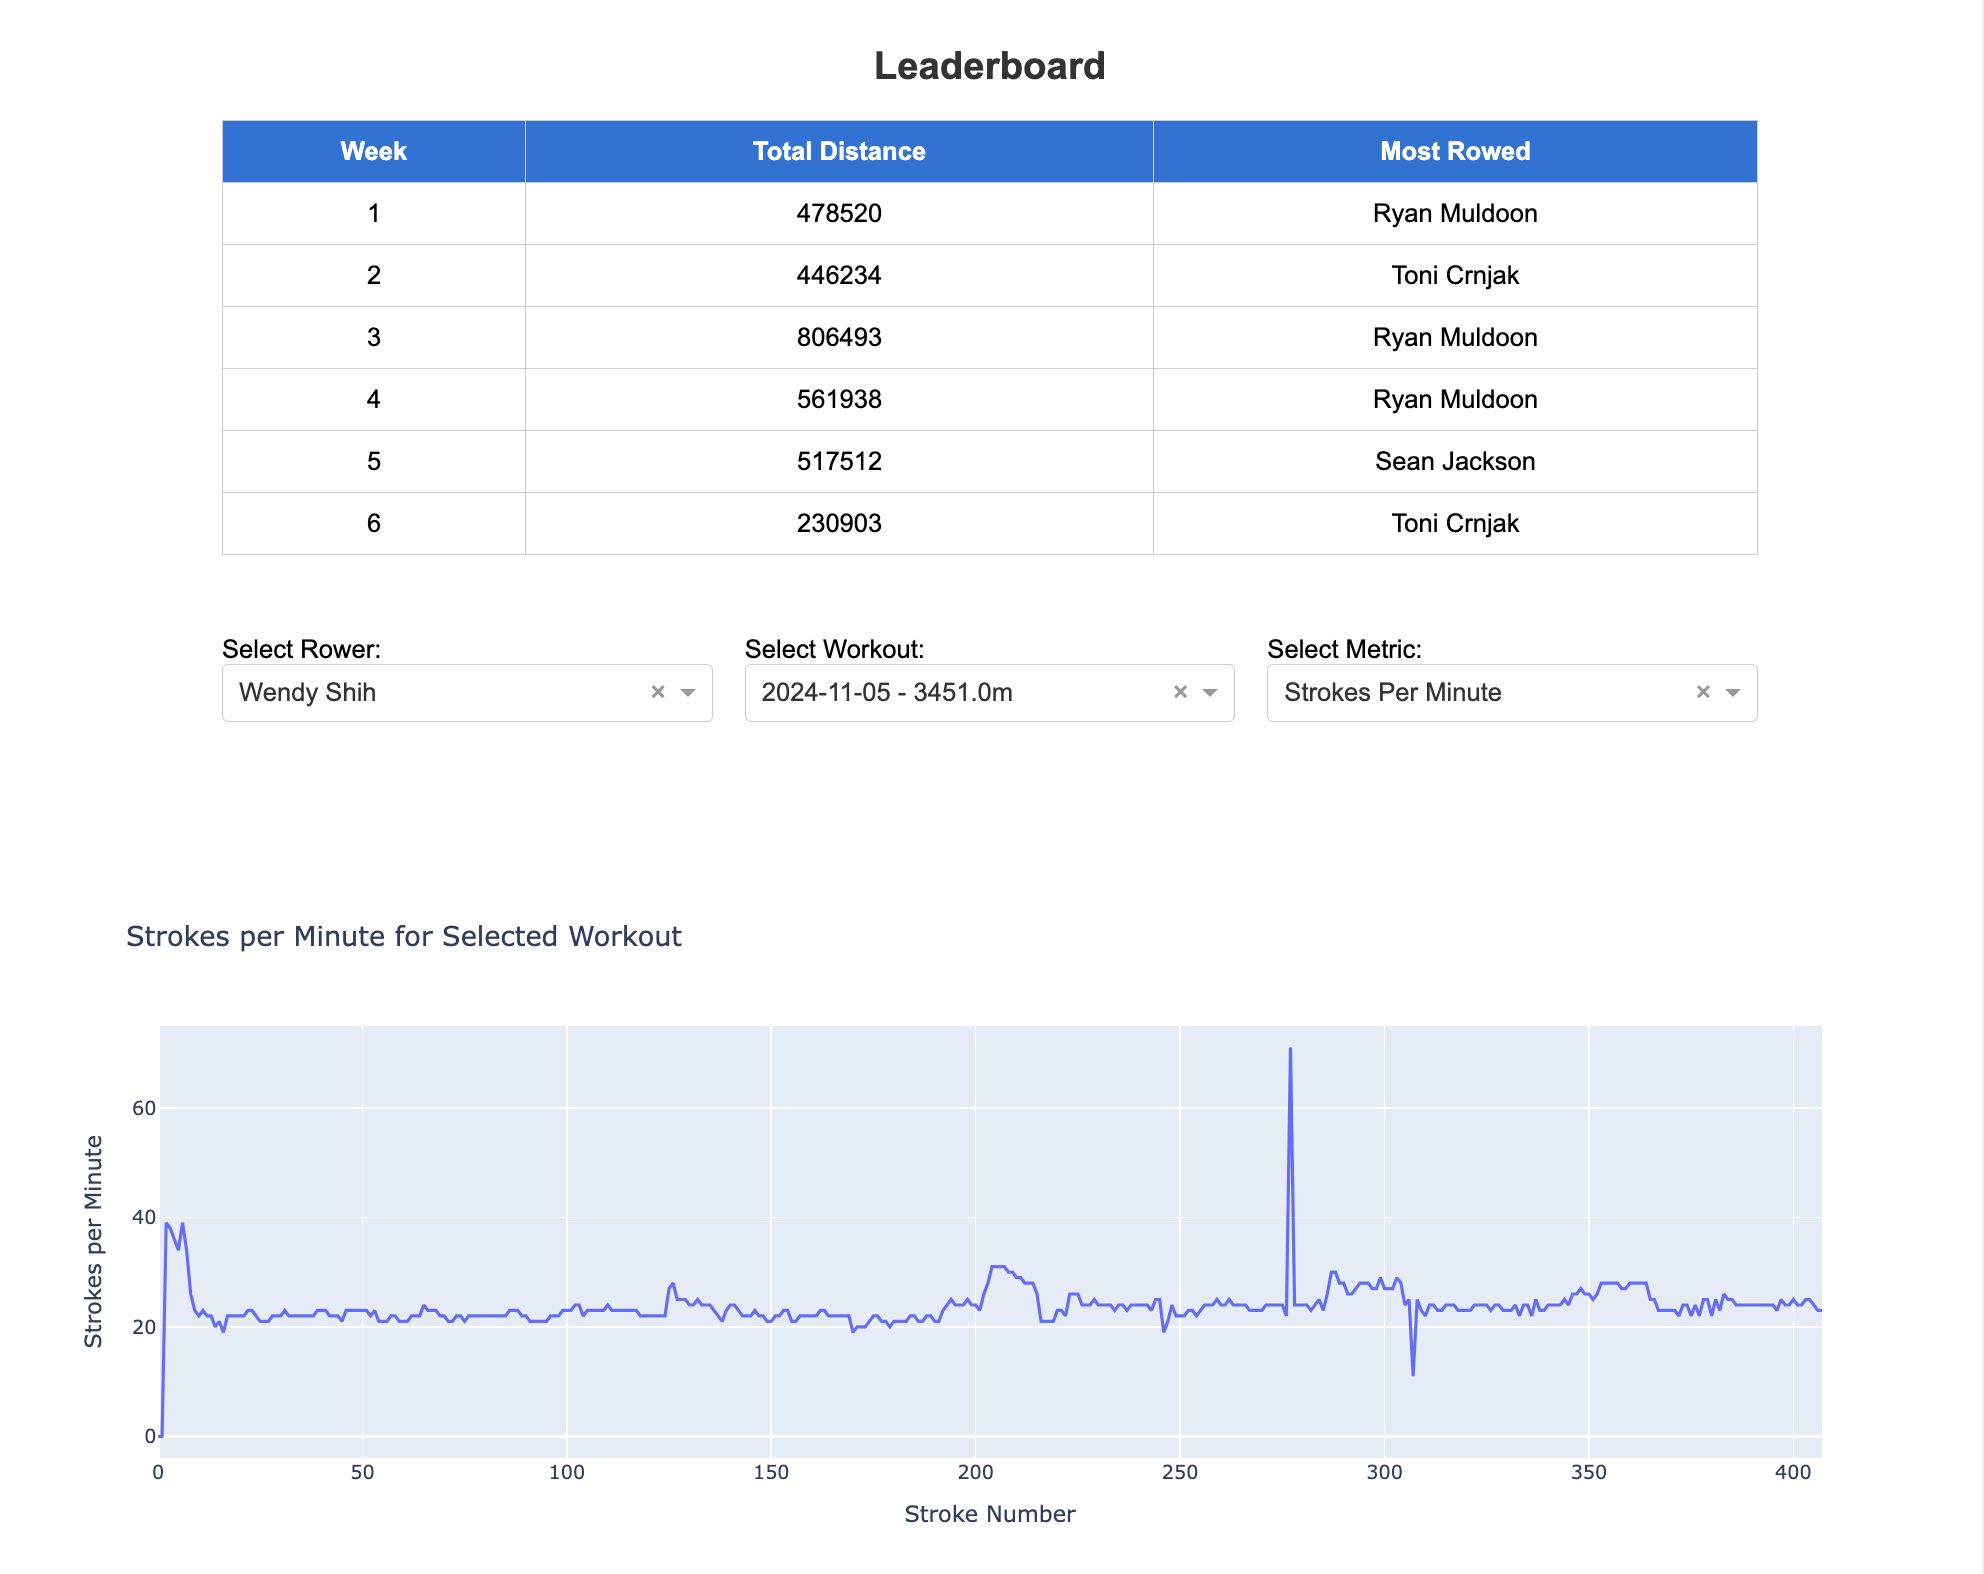 Leaderboard
Week Total Distance Most Rowed
1 478520 Ryan Muldoon
2 446234 Toni Crnjak
3 806493 Ryan Muldoon
4 561938 Ryan Muldoon
5 517512 Sean Jackson
6 230903 Toni Crnjak
Select Rower: Select Workout: Select Metric:
Wendy Shih × 2024-11-05 - 3451.0m × Strokes Per Minute ×
Strokes per Minute for Selected Workout
Strokes per Minute
60
40
20
0
0 50 100 150 200 250 300 350 400
Stroke Number